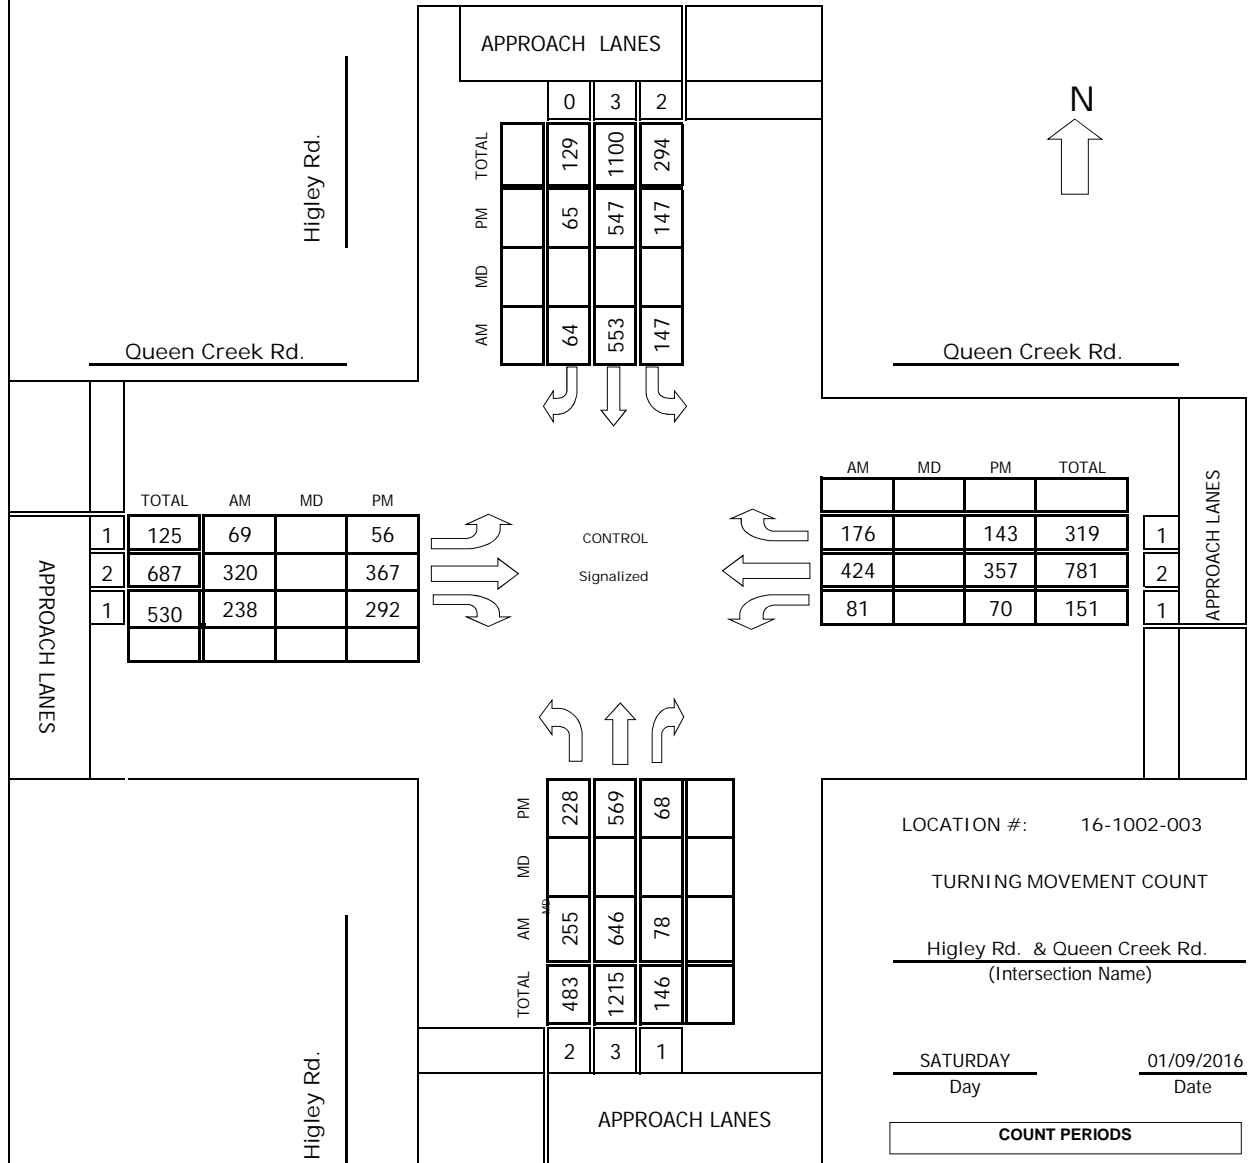 APPROACH LANES
N
0 3 2
TOTAL 129 1100 294
PM 65 547 147
MD
AM 64 553 147
Higley Rd.
Queen Creek Rd.
Queen Creek Rd.
TOTAL AM MD PM
1 125 69 56
2 687 320 367
1 530 238 292
APPROACH LANES
CONTROL
Signalized
AM MD PM TOTAL
176 143 319 1
424 357 781 2
81 70 151 1
APPROACH LANES
PM 228 569 68
MD
MD
AM 255 646 78
TOTAL 483 1215 146
2 3 1
APPROACH LANES
Higley Rd.
LOCATION #: 16-1002-003
TURNING MOVEMENT COUNT
Higley Rd. & Queen Creek Rd.
(Intersection Name)
SATURDAY 01/09/2016
Day Date
COUNT PERIODS